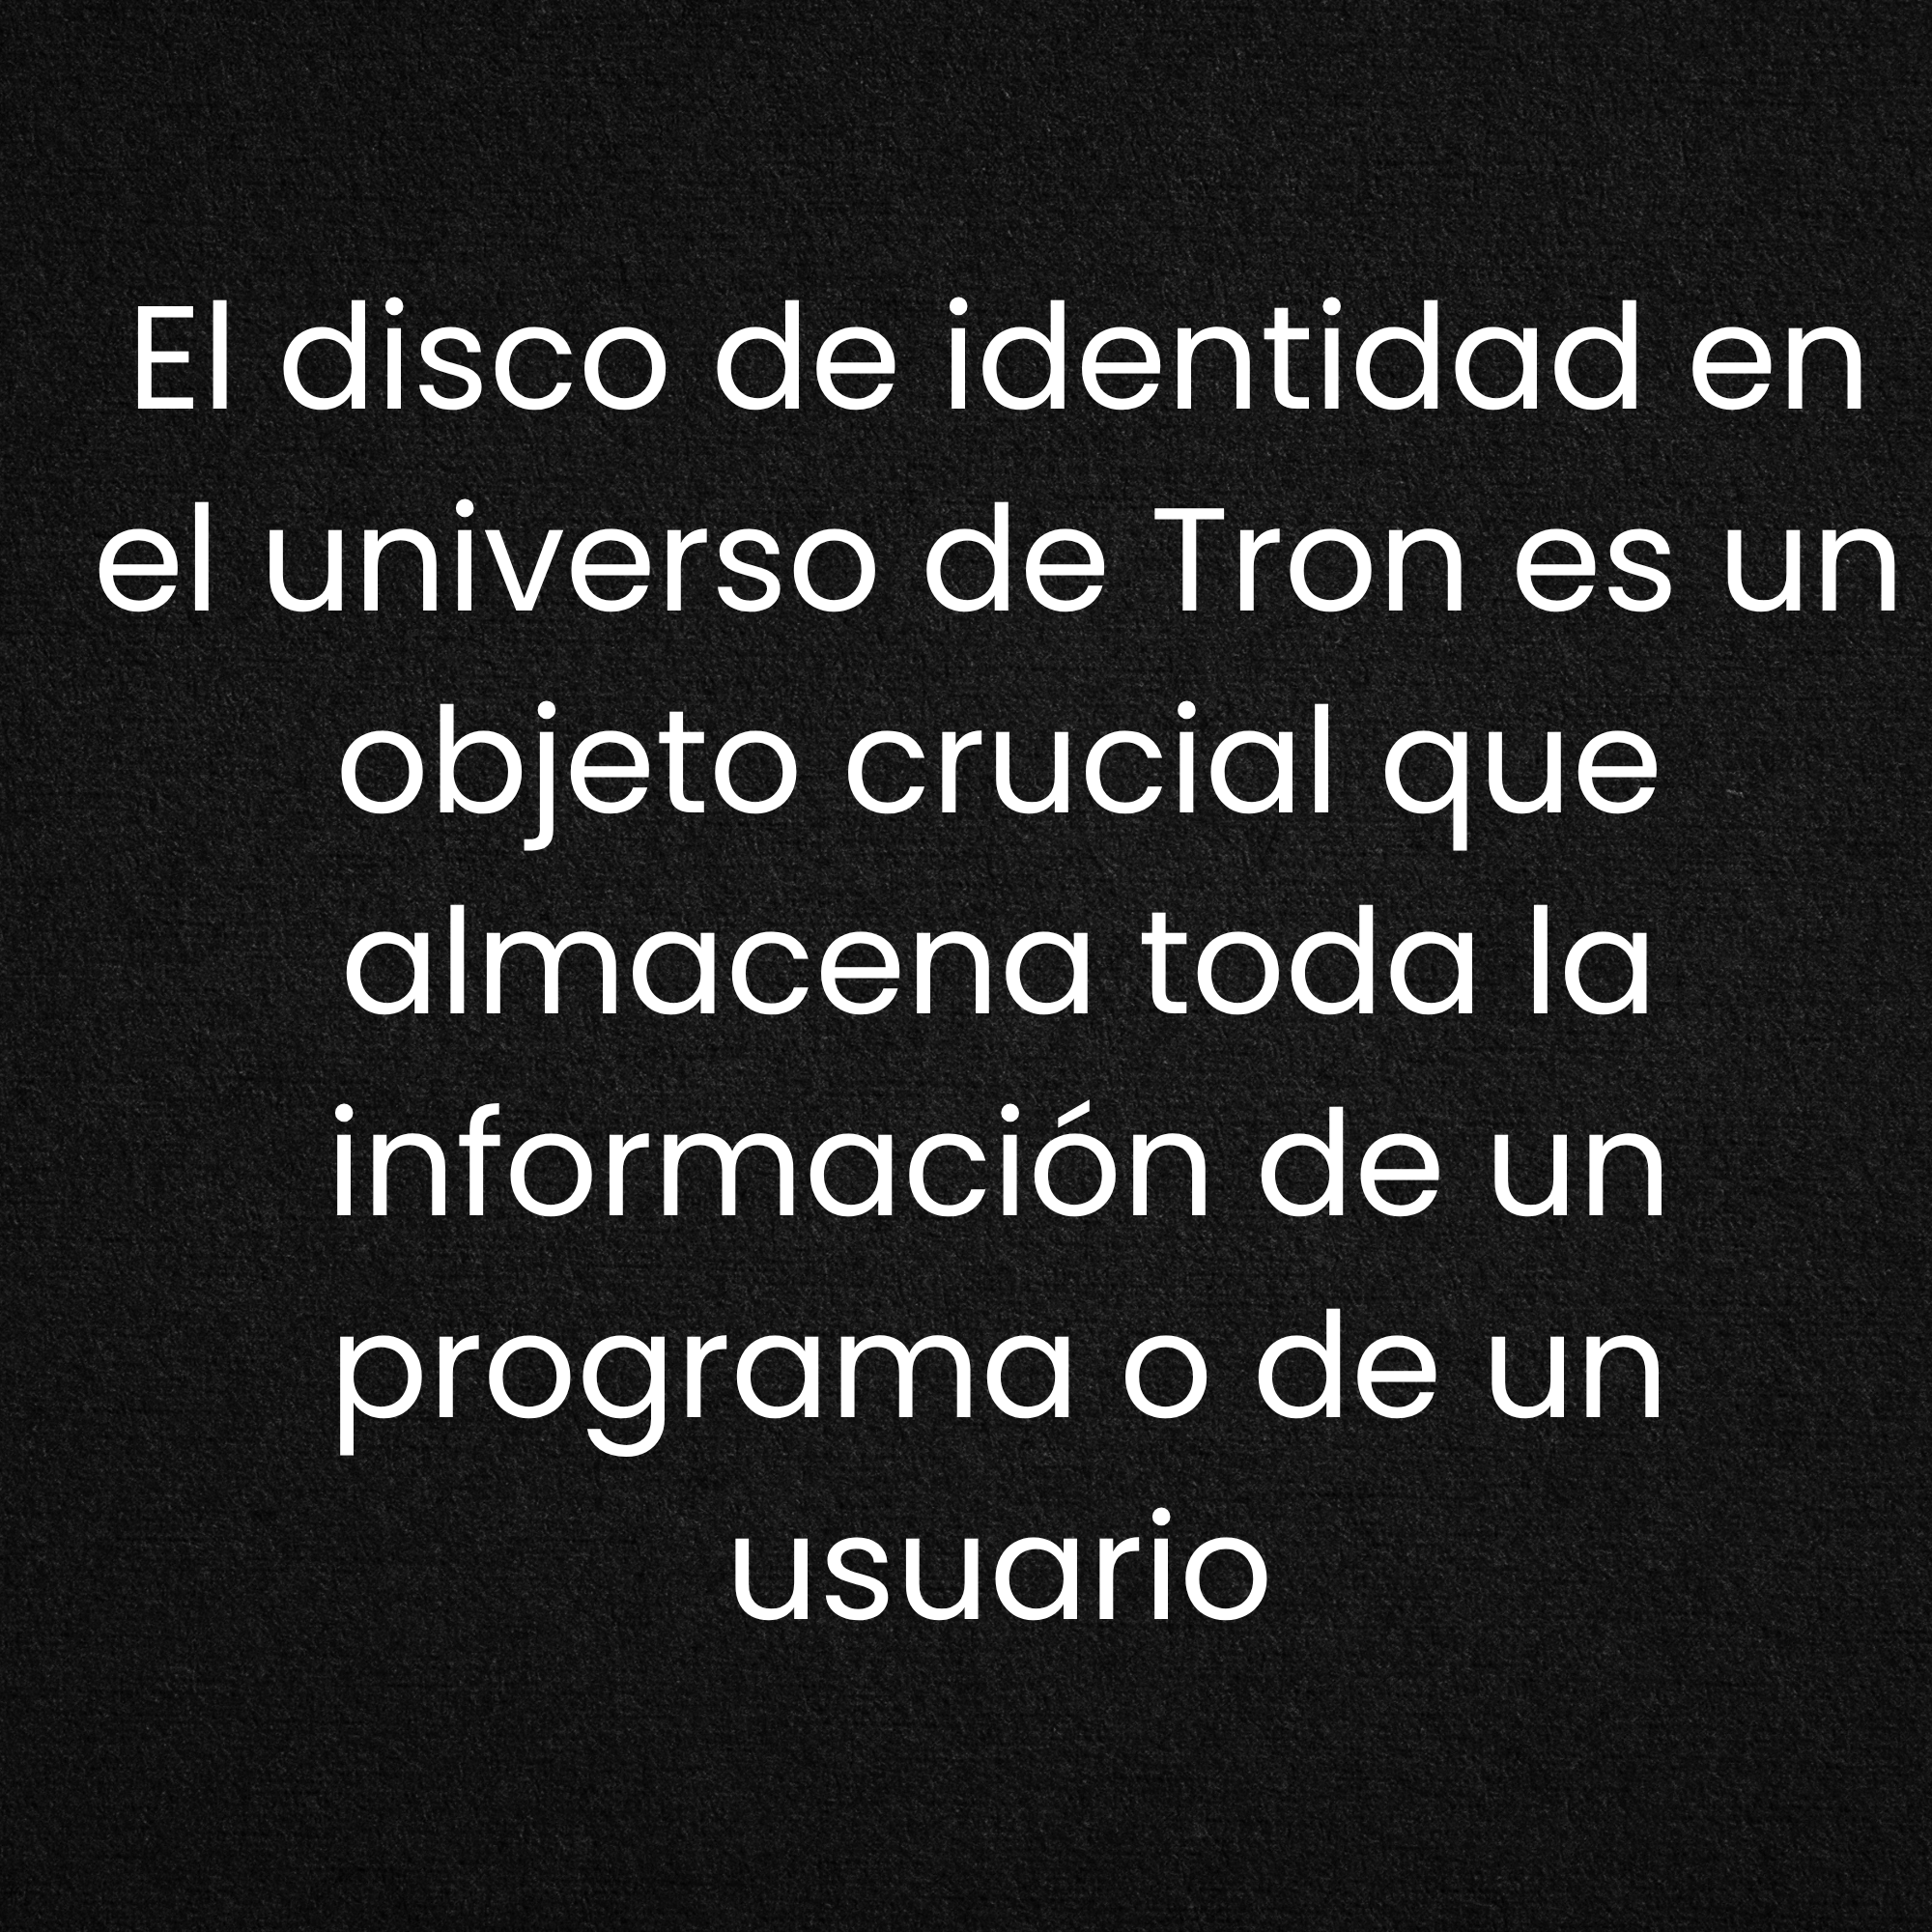 El disco de identidad en
el universo de Tron es un
objeto crucial que
almacena toda la
información de un
programa o de un
usuario